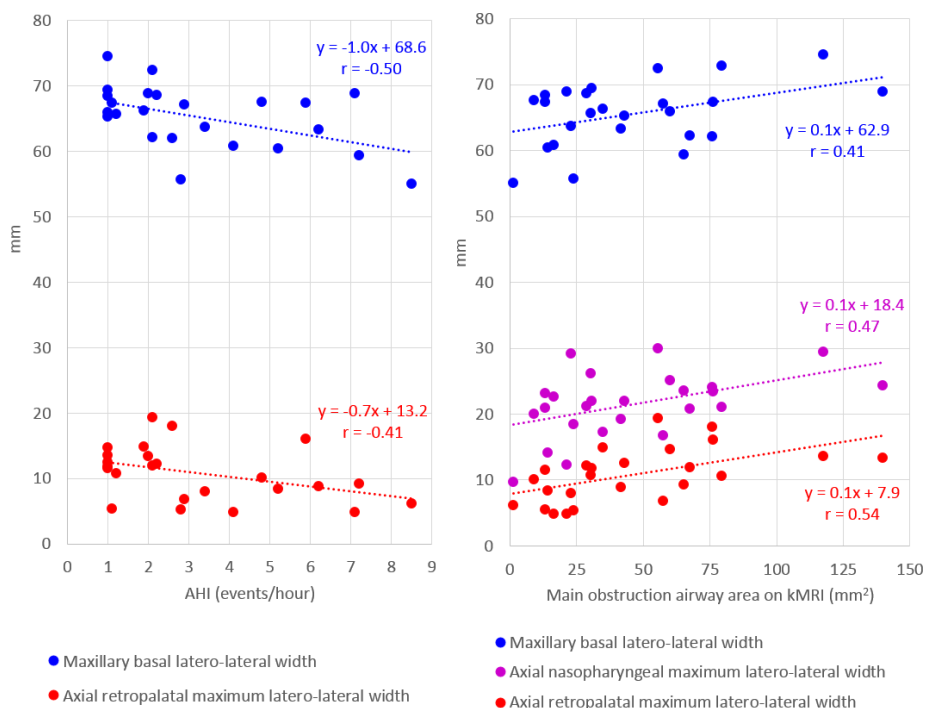 80
70
60
50
40
30
20
10
0
mm
y = -1.0x + 68.6
r = -0.50
y = -0.7x + 13.2
r = -0.41
0 1 2 3 4 5 6 7 8 9
AHI (events/hour)
Maxillary basal latero-lateral width
Axial retropalatal maximum latero-lateral width
80
70
60
50
40
30
20
10
0
mm
y = 0.1x + 62.9
r = 0.41
y = 0.1x + 18.4
r = 0.47
y = 0.1x + 7.9
r = 0.54
0 25 50 75 100 125 150
Main obstruction airway area on kMRI (mm²)
Maxillary basal latero-lateral width
Axial nasopharyngeal maximum latero-lateral width
Axial retropalatal maximum latero-lateral width